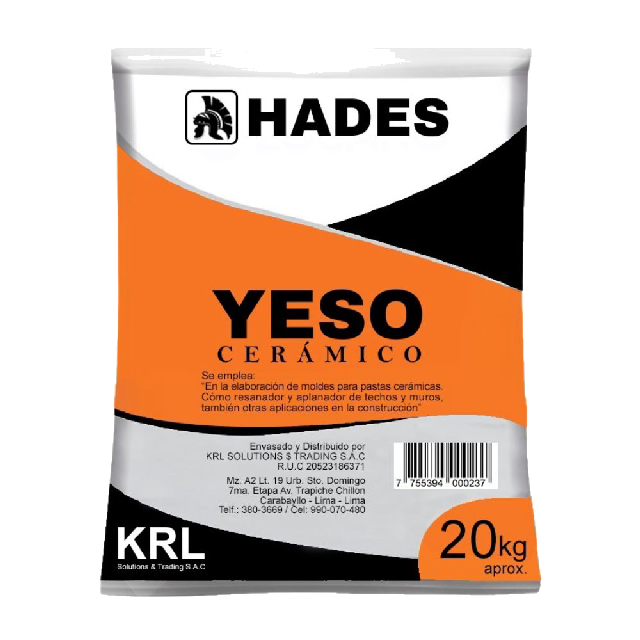 HADES
YESO
CERÁMICO
Se emplea:
"En la elaboración de moldes para pastas cerámicas.
Cómo resanador y aplanador de techos y muros,
también otras aplicaciones en la construcción"
Envasado y Distribuido por
KRL SOLUTIONS $ TRADING S.A.C
R.U.C 20523186371
Mz. A2 Lt. 19 Urb. Sto. Domingo
7ma. Etapa Av. Trapiche Chillon
Carabayllo - Lima - Lima
Telf.: 380-3669 / Cel: 990-070-480
7 755394 000237
KRL
Solutions & Trading S.A.C
20kg
aprox.